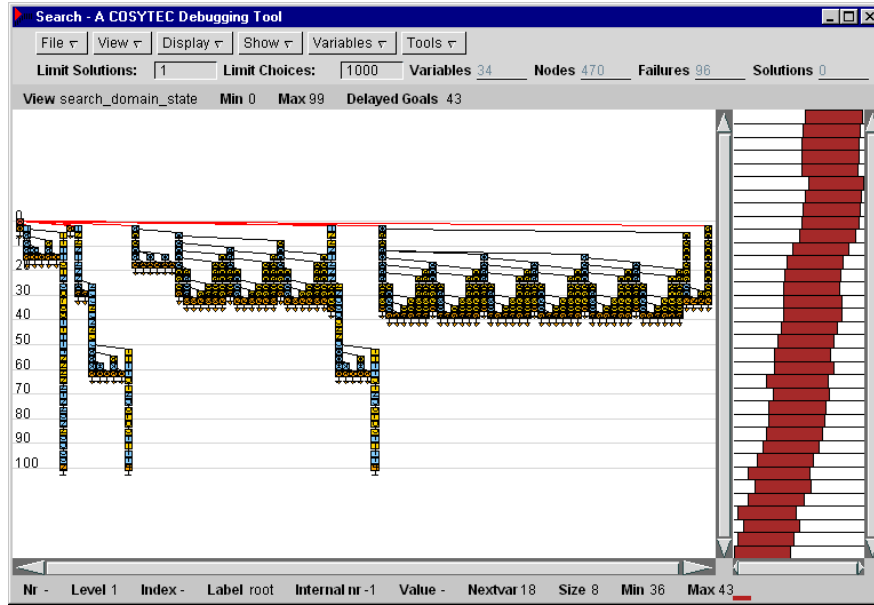 Search - A COSYTEC Debugging Tool
File View Display Show Variables Tools
Limit Solutions: 1 Limit Choices: 1000 Variables 34 Nodes 470 Failures 96 Solutions 0
View search_domain_state Min 0 Max 99 Delayed Goals 43
0
1
2
30
40
50
60
70
80
90
100
Nr - Level 1 Index - Label root Internal nr -1 Value - Nextvar 18 Size 8 Min 36 Max 43